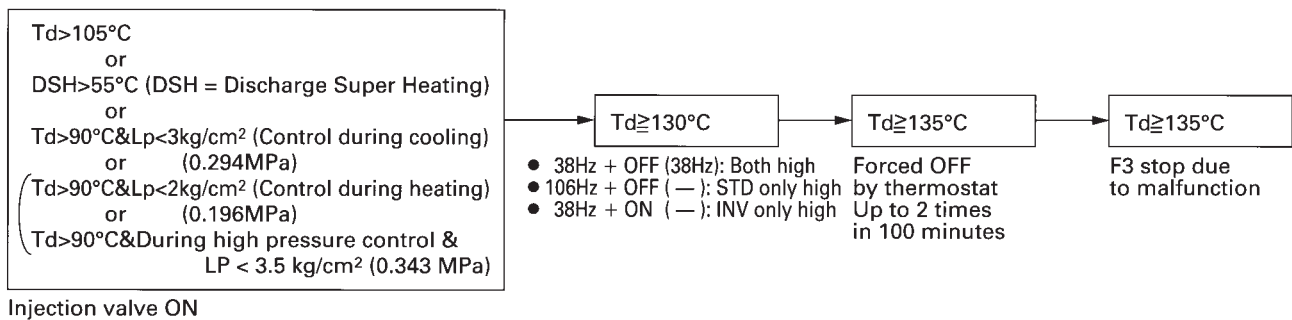 Td>105°C
or
DSH>55°C (DSH = Discharge Super Heating)
or
Td>90°C&Lp<3kg/cm² (Control during cooling)
or (0.294MPa)
Td>90°C&Lp<2kg/cm² (Control during heating)
or (0.196MPa)
Td>90°C&During high pressure control &
LP < 3.5 kg/cm² (0.343 MPa)
Injection valve ON
Td≧130°C
● 38Hz + OFF (38Hz): Both high
● 106Hz + OFF ( — ): STD only high
● 38Hz + ON ( — ): INV only high
Td≧135°C
Forced OFF
by thermostat
Up to 2 times
in 100 minutes
Td≧135°C
F3 stop due
to malfunction